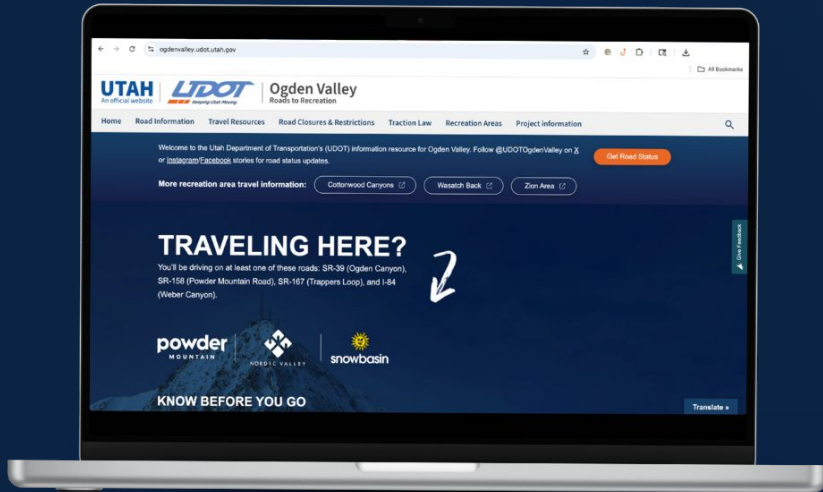 ogdenvalley.udot.utah.gov
All Bookmarks
UTAH
An official website
UDOT
Keeping Utah Moving
Ogden Valley
Roads to Recreation
Home Road Information Travel Resources Road Closures & Restrictions Traction Law Recreation Areas Project information
Welcome to the Utah Department of Transportation's (UDOT) information resource for Ogden Valley. Follow @UDOTOgdenValley on X
or Instagram/Facebook stories for road status updates.
Get Road Status
More recreation area travel information: Cottonwood Canyons Wasatch Back Zion Area
Give Feedback
TRAVELING HERE?
You'll be driving on at least one of these roads: SR-39 (Ogden Canyon),
SR-158 (Powder Mountain Road), SR-167 (Trappers Loop), and I-84
(Weber Canyon).
powder
MOUNTAIN
NORDIC VALLEY
snowbasin
KNOW BEFORE YOU GO
Translate »